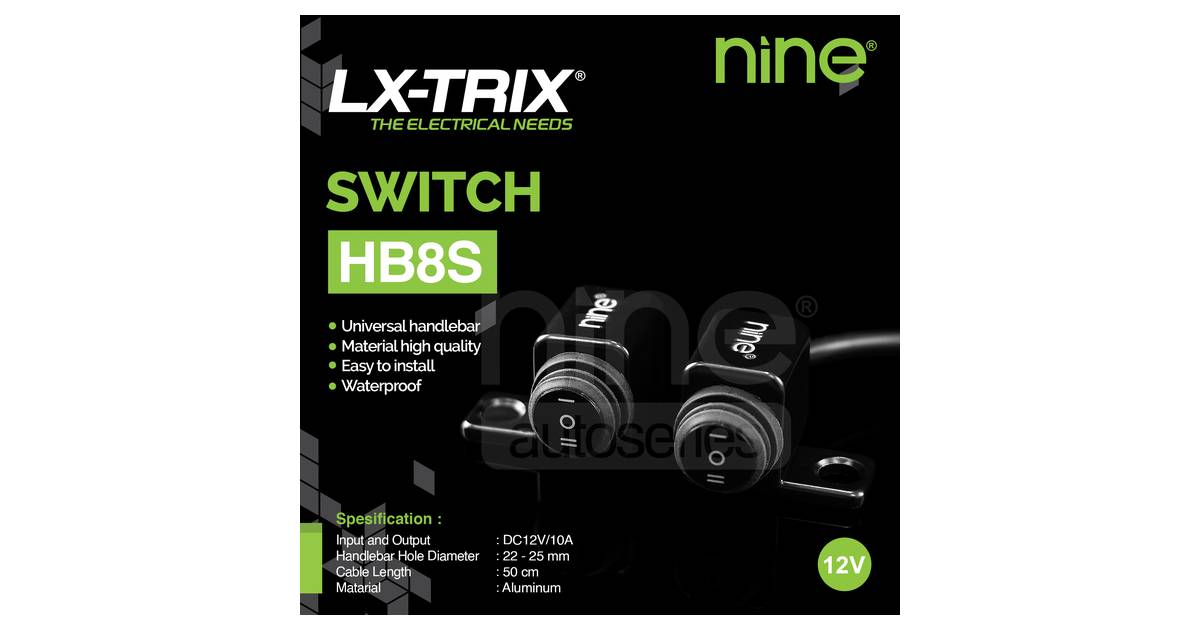 nine®
LX-TRIX®
THE ELECTRICAL NEEDS
SWITCH
HB8S
Universal handlebar
Material high quality
Easy to install
Waterproof
nine®
nine®
nine®
autoseries
I O II
I O II
Spesification :
Input and Output : DC12V/10A
Handlebar Hole Diameter : 22 - 25 mm
Cable Length : 50 cm
Matarial : Aluminum
12V